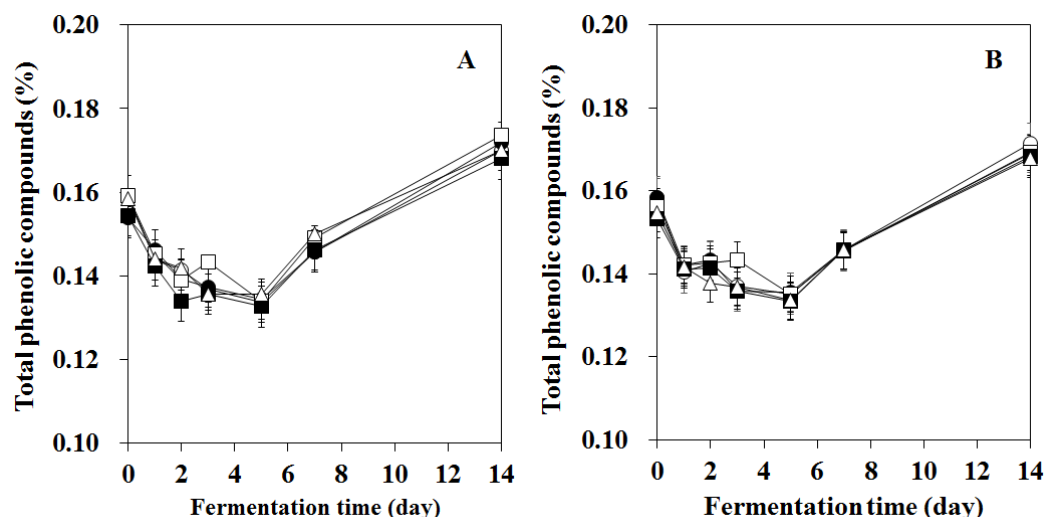 Total phenolic compounds (%)
0.20
0.18
0.16
0.14
0.12
0.10
A
0 2 4 6 8 10 12 14
Fermentation time (day)
Total phenolic compounds (%)
0.20
0.18
0.16
0.14
0.12
0.10
B
0 2 4 6 8 10 12 14
Fermentation time (day)